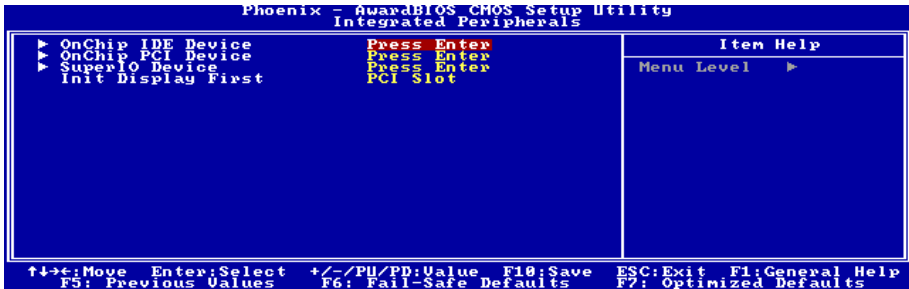 Phoenix - AwardBIOS CMOS Setup Utility
Integrated Peripherals
► OnChip IDE Device Press Enter Item Help
► OnChip PCI Device Press Enter
► SuperIO Device Press Enter Menu Level ►
Init Display First PCI Slot
↑↓→←:Move Enter:Select +/-/PU/PD:Value F10:Save ESC:Exit F1:General Help
F5: Previous Values F6: Fail-Safe Defaults F7: Optimized Defaults